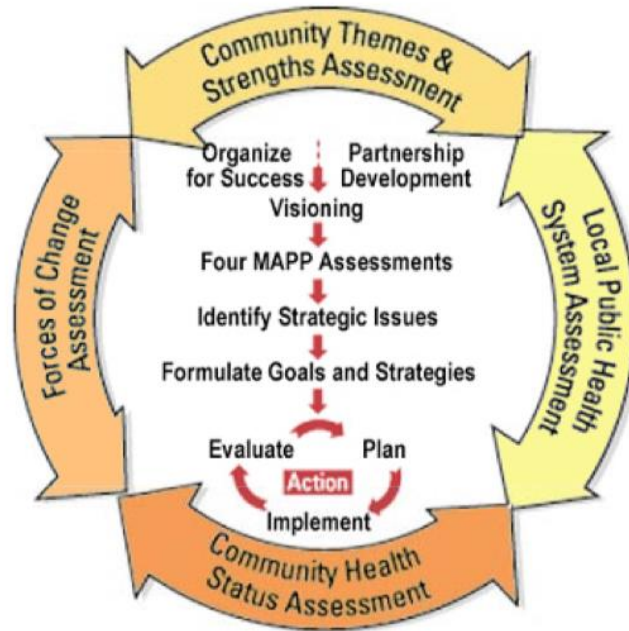 Community Themes &
Strengths Assessment
Organize
for Success
Partnership
Development
Visioning
Four MAPP Assessments
Identify Strategic Issues
Formulate Goals and Strategies
Evaluate
Plan
Action
Implement
Local Public Health
System Assessment
Community Health
Status Assessment
Forces of Change
Assessment